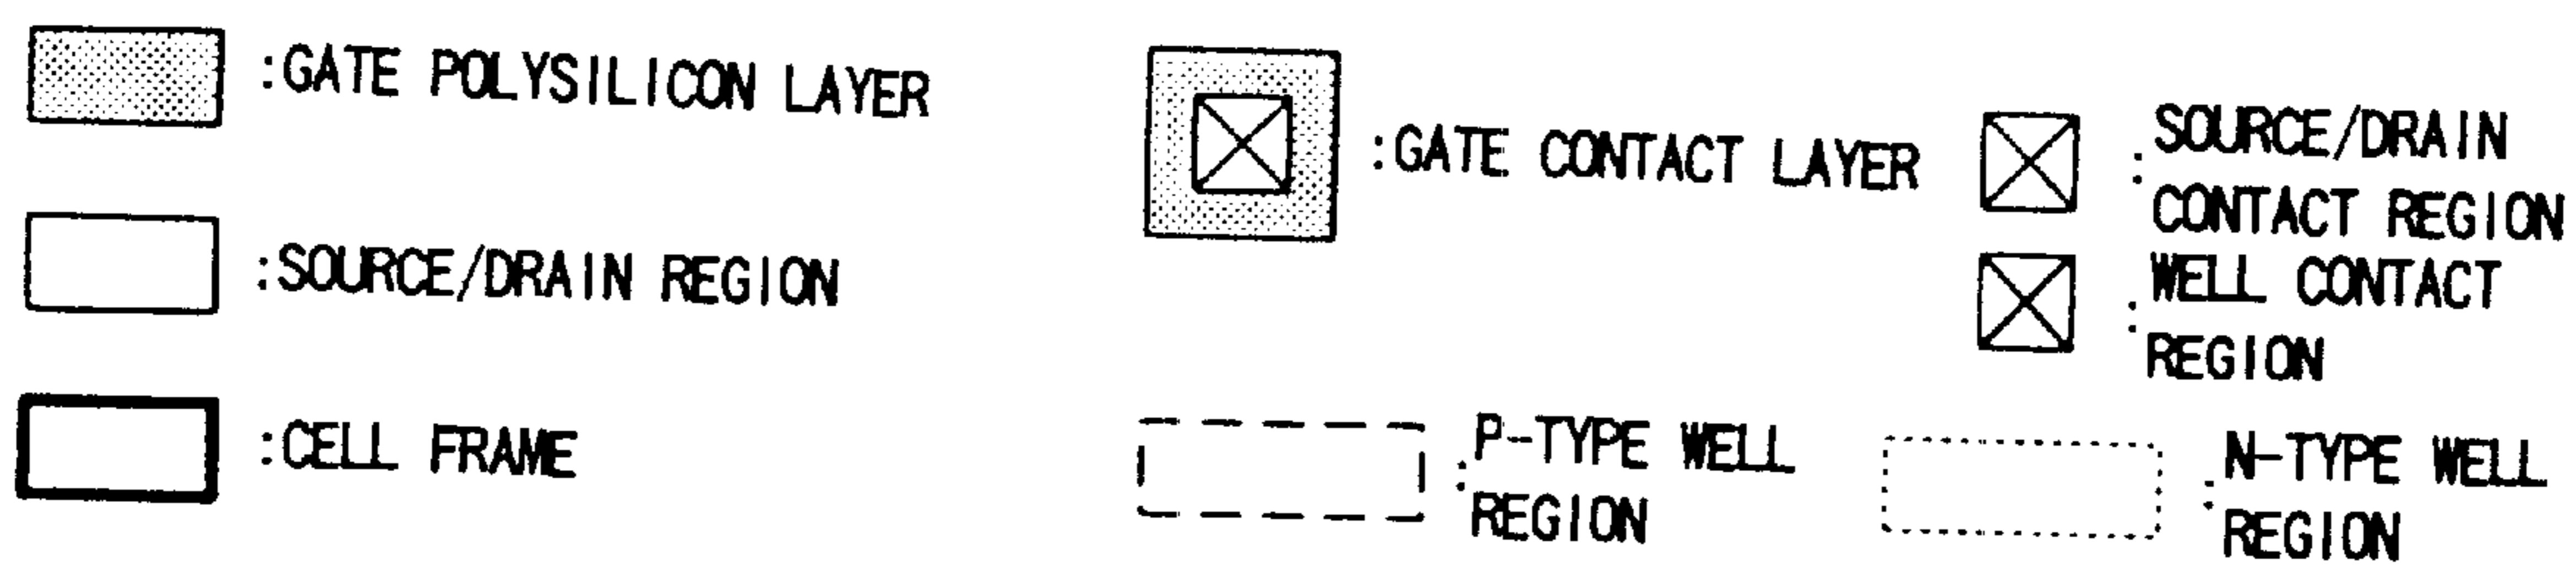 :GATE POLYSILICON LAYER
:SOURCE/DRAIN REGION
:CELL FRAME
:GATE CONTACT LAYER
:SOURCE/DRAIN
CONTACT REGION
:WELL CONTACT
REGION
:P-TYPE WELL
REGION
:N-TYPE WELL
REGION